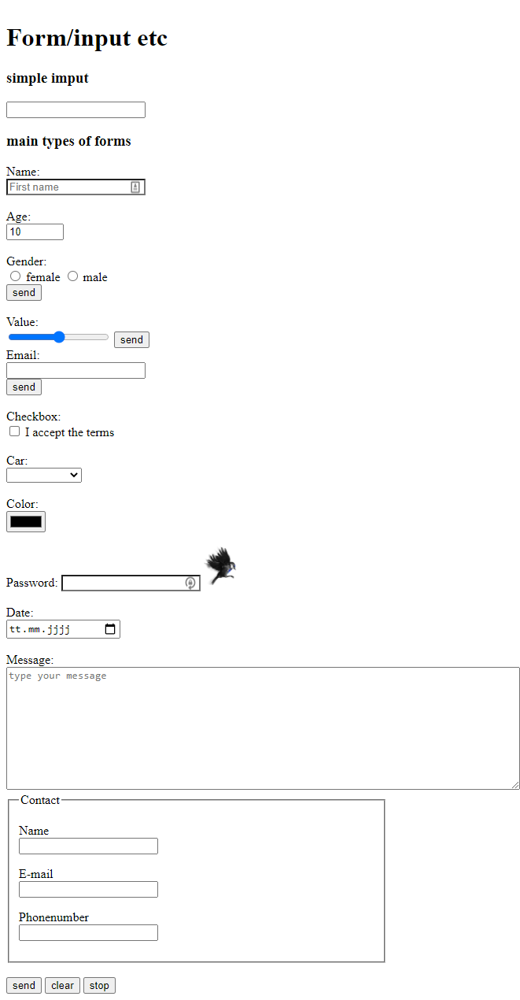 Form/input etc
simple imput
main types of forms
Name:
First name
Age:
10
Gender:
female male
send
Value:
send
Email:
send
Checkbox:
I accept the terms
Car:
Color:
Password:
Date:
tt.mm.jjjj
Message:
type your message
Contact
Name
E-mail
Phonenumber
send clear stop